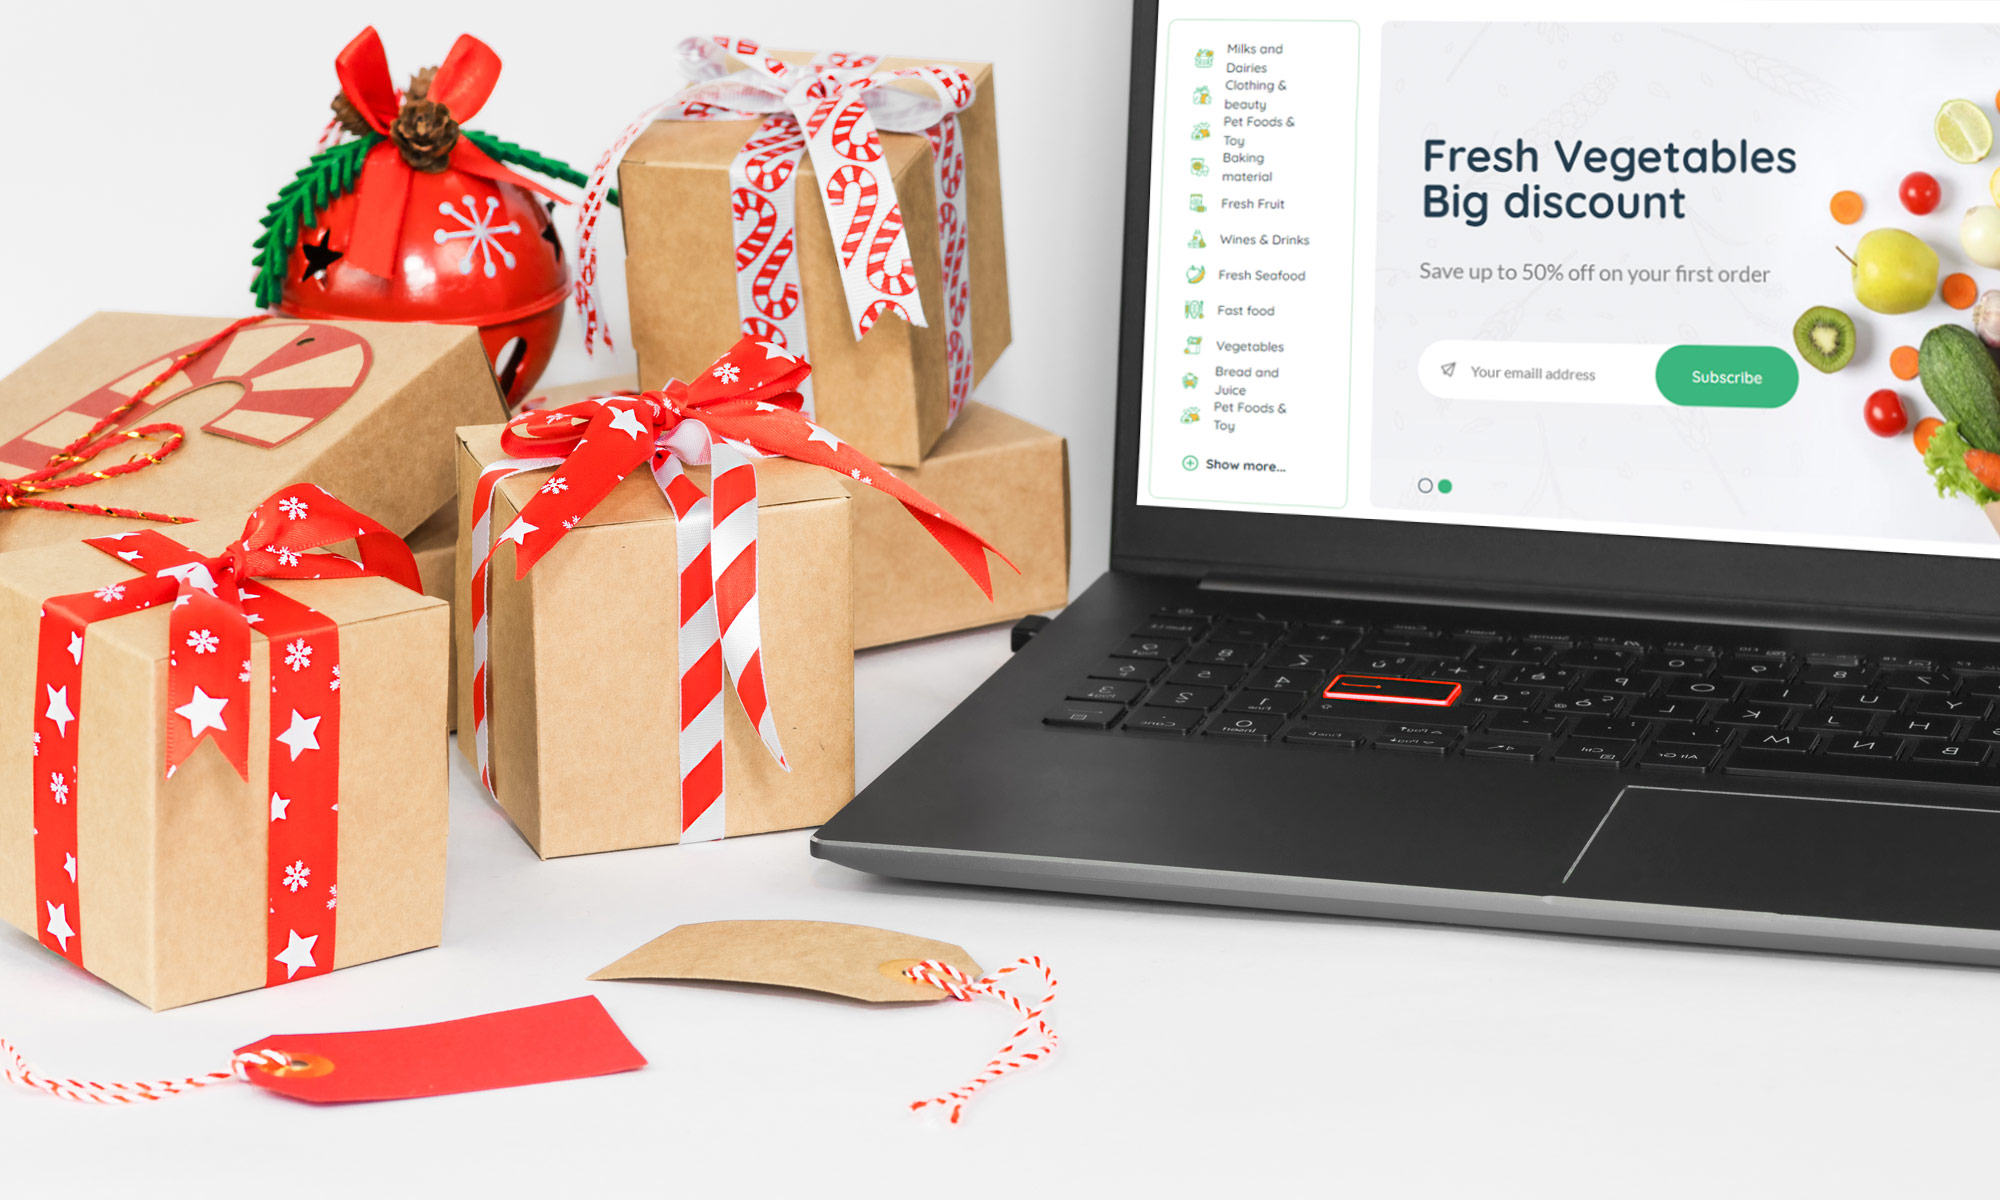 Milks and
Dairies
Clothing &
beauty
Pet Foods &
Toy
Baking
material
Fresh Fruit
Wines & Drinks
Fresh Seafood
Fast food
Vegetables
Bread and
Juice
Pet Foods &
Toy
Show more...
Fresh Vegetables
Big discount
Save up to 50% off on your first order
Your emaill address
Subscribe